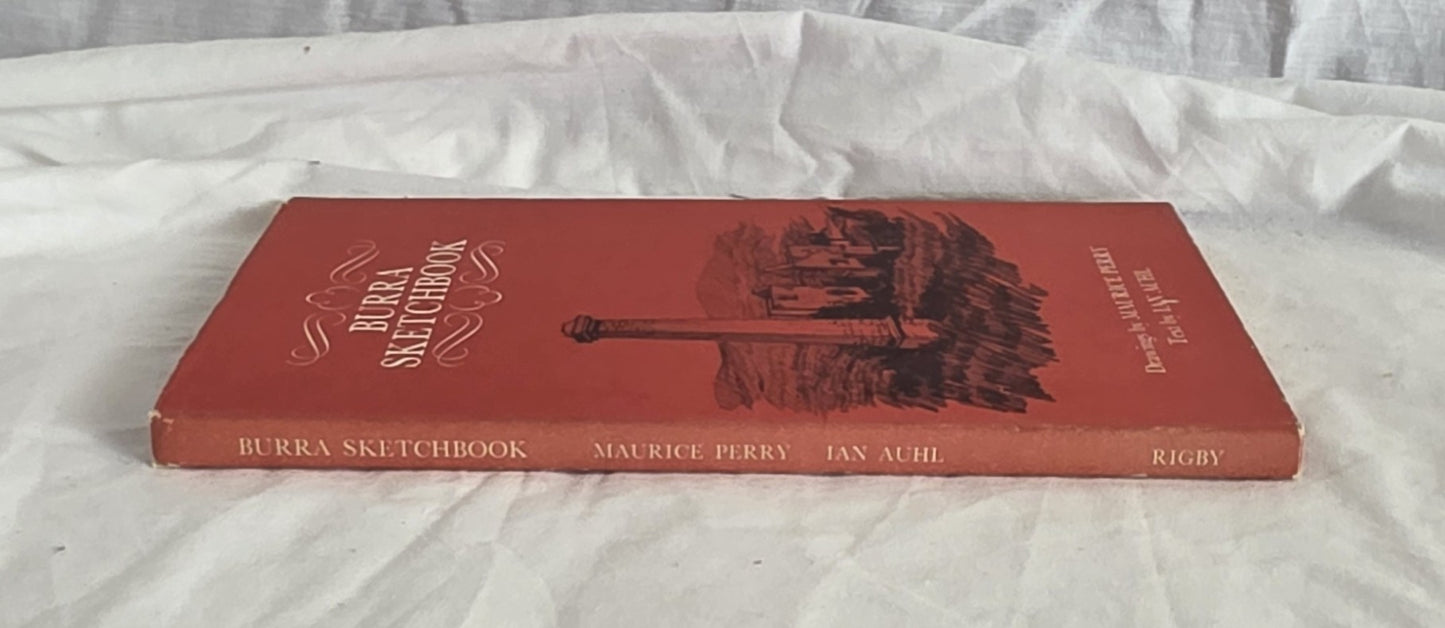 BURRA
SKETCHBOOK
Drawings by MAURICE PERRY
Text by IAN AUHL
BURRA SKETCHBOOK MAURICE PERRY IAN AUHL RIGBY